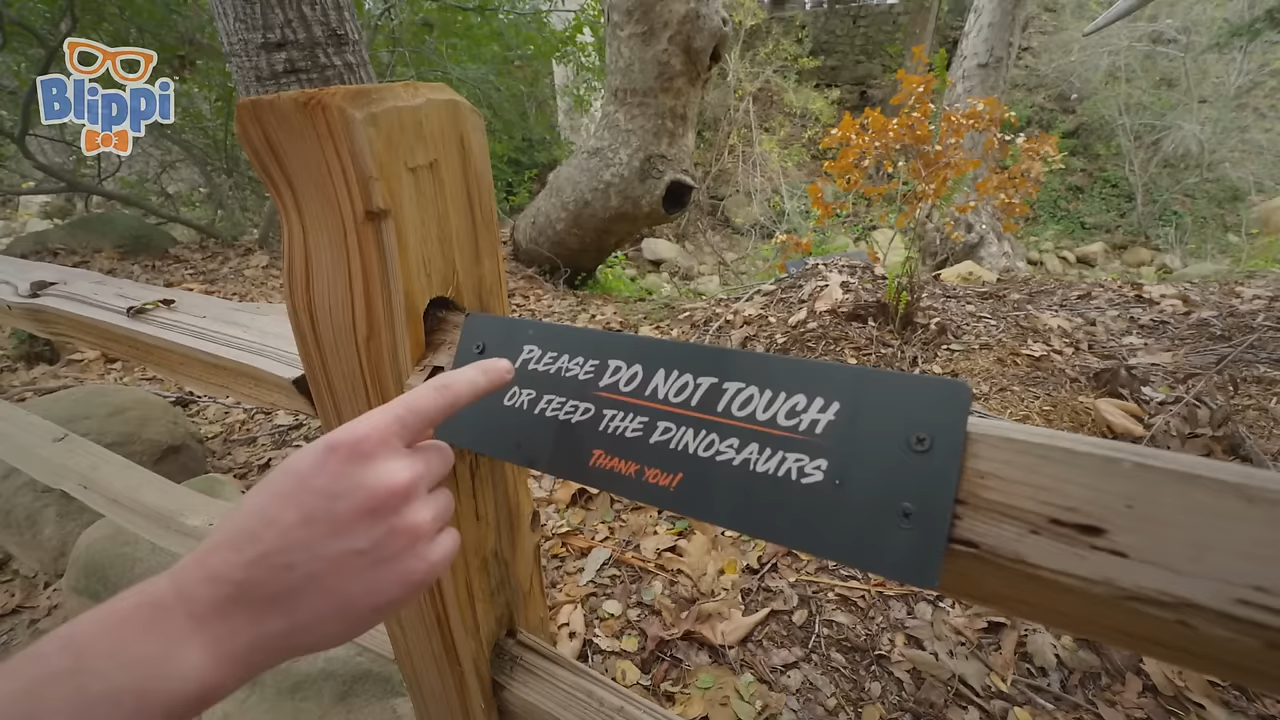 Blippi
PLEASE DO NOT TOUCH
OR FEED THE DINOSAURS
THANK YOU!